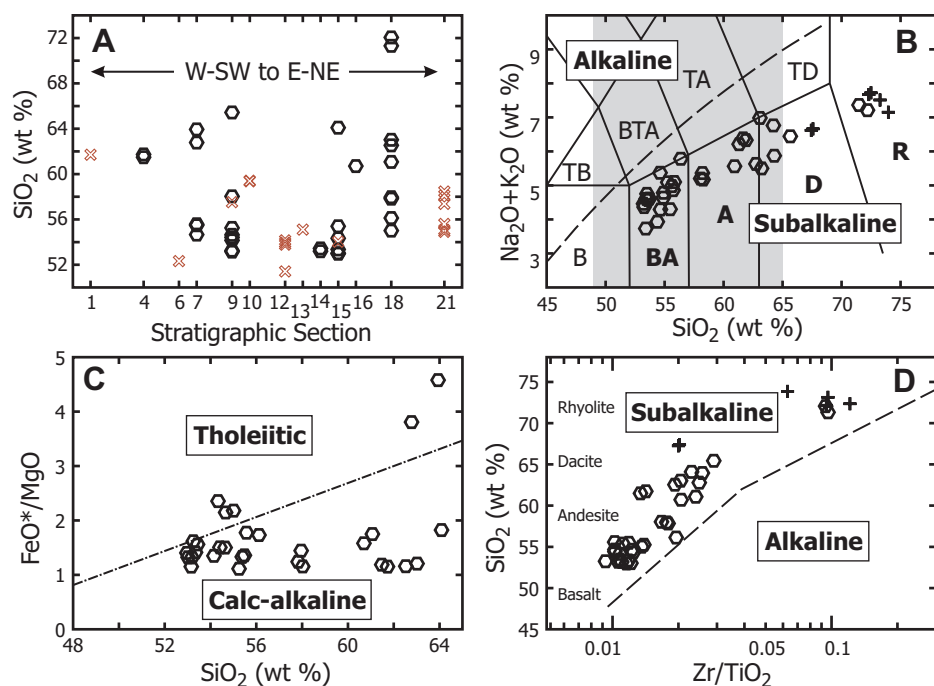 A
W-SW to E-NE
SiO₂ (wt %)
72
68
64
60
56
52
1 4 6 7 9 10 12 13 14 15 16 18 21
Stratigraphic Section
B
Alkaline
TA
TD
BTA
TB
R
D
A
Subalkaline
B
BA
Na₂O+K₂O (wt %)
9
7
5
3
45 50 55 60 65 70 75
SiO₂ (wt %)
C
Tholeiitic
Calc-alkaline
FeO*/MgO
5
4
3
2
1
0
48 52 56 60 64
SiO₂ (wt %)
D
Subalkaline
Rhyolite
Dacite
Andesite
Basalt
Alkaline
SiO₂ (wt %)
75
65
55
50
45
0.01 0.05 0.1
Zr/TiO₂